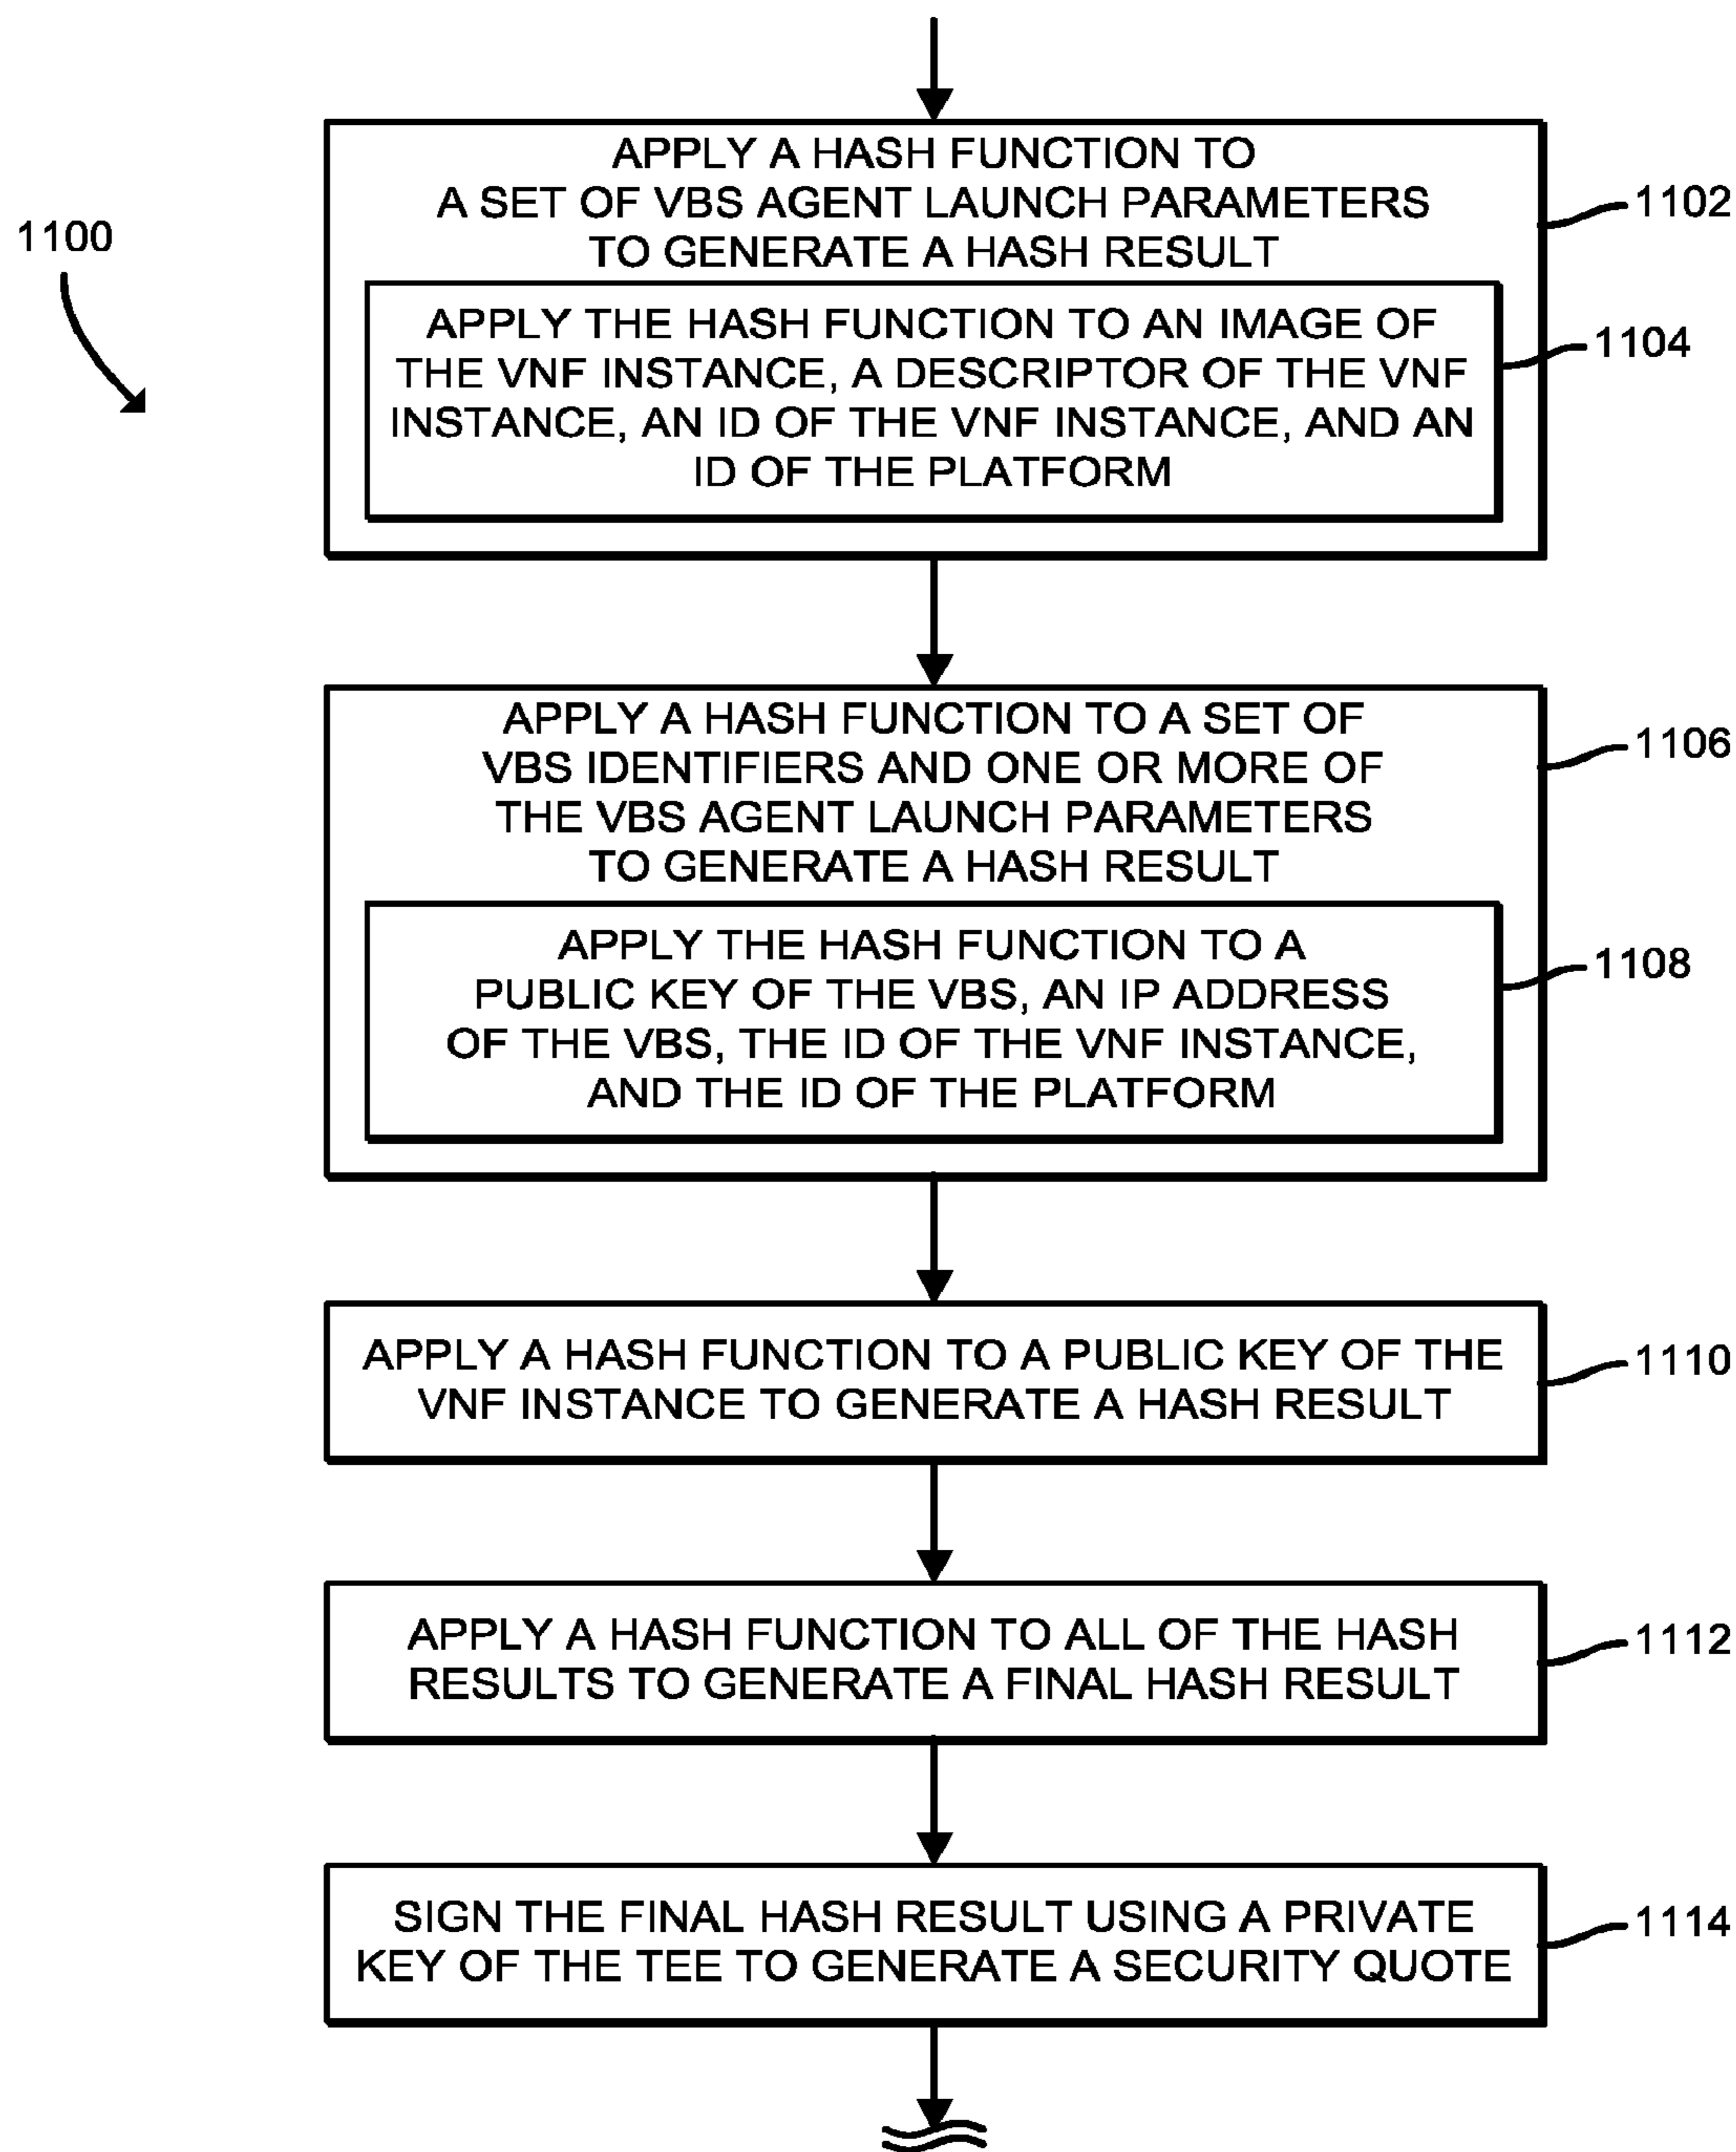 1100
APPLY A HASH FUNCTION TO
A SET OF VBS AGENT LAUNCH PARAMETERS
TO GENERATE A HASH RESULT
1102
APPLY THE HASH FUNCTION TO AN IMAGE OF
THE VNF INSTANCE, A DESCRIPTOR OF THE VNF
INSTANCE, AN ID OF THE VNF INSTANCE, AND AN
ID OF THE PLATFORM
1104
APPLY A HASH FUNCTION TO A SET OF
VBS IDENTIFIERS AND ONE OR MORE OF
THE VBS AGENT LAUNCH PARAMETERS
TO GENERATE A HASH RESULT
1106
APPLY THE HASH FUNCTION TO A
PUBLIC KEY OF THE VBS, AN IP ADDRESS
OF THE VBS, THE ID OF THE VNF INSTANCE,
AND THE ID OF THE PLATFORM
1108
APPLY A HASH FUNCTION TO A PUBLIC KEY OF THE
VNF INSTANCE TO GENERATE A HASH RESULT
1110
APPLY A HASH FUNCTION TO ALL OF THE HASH
RESULTS TO GENERATE A FINAL HASH RESULT
1112
SIGN THE FINAL HASH RESULT USING A PRIVATE
KEY OF THE TEE TO GENERATE A SECURITY QUOTE
1114